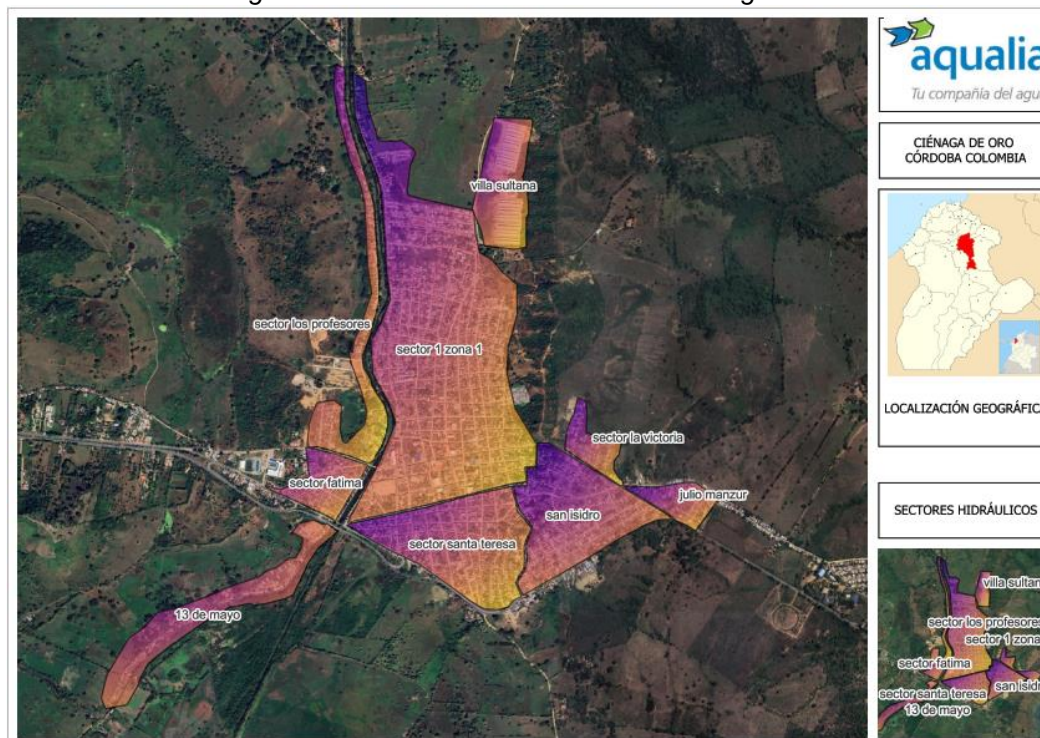 villa sultana
sector los profesores
sector 1 zona 1
sector la victoria
sector fatima
julio manzur
san isidro
sector santa teresa
13 de mayo
aqualia
Tu compañía del agu
CIÉNAGA DE ORO
CÓRDOBA COLOMBIA
LOCALIZACIÓN GEOGRÁFIC
SECTORES HIDRÁULICOS
villa sultan
sector los profesores
sector 1 zona
sector fatima
san isidr
sector santa teresa
13 de mayo